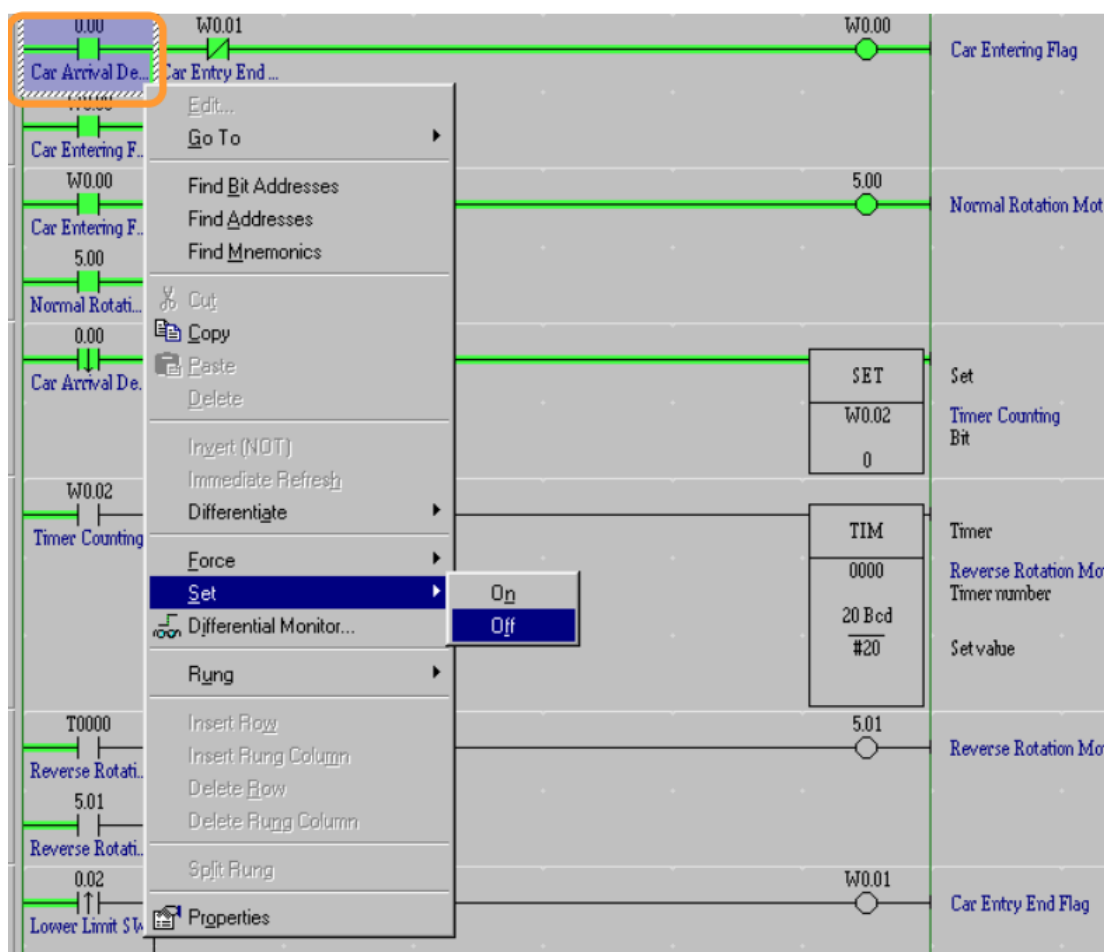 0.00 W0.01 W0.00
Car Arrival De... Car Entry End ... Car Entering Flag
W0.00
Car Entering F..
W0.00 5.00
Car Entering F.. Normal Rotation Mot
5.00
Normal Rotati...
0.00
Car Arrival De. SET Set
W0.02 Timer Counting
Bit
0
W0.02
Timer Counting TIM Timer
0000 Reverse Rotation Mo
Timer number
20 Bcd
#20 Set value
T0000 5.01
Reverse Rotati.. Reverse Rotation Mo
5.01
Reverse Rotati..
0.02 W0.01
Lower Limit SW Car Entry End Flag
Edit...
Go To
Find Bit Addresses
Find Addresses
Find Mnemonics
Cut
Copy
Paste
Delete
Invert (NOT)
Immediate Refresh
Differentiate
Force
Set
On
Off
Differential Monitor...
Rung
Insert Row
Insert Rung Column
Delete Row
Delete Rung Column
Split Rung
Properties